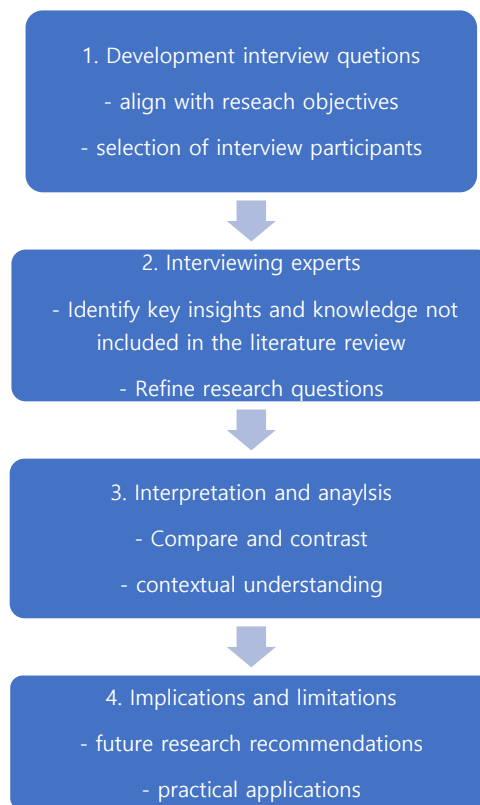 1. Development interview quetions
- align with reseach objectives
- selection of interview participants
2. Interviewing experts
- Identify key insights and knowledge not
included in the literature review
- Refine research questions
3. Interpretation and anaylsis
- Compare and contrast
- contextual understanding
4. Implications and limitations
- future research recommendations
- practical applications